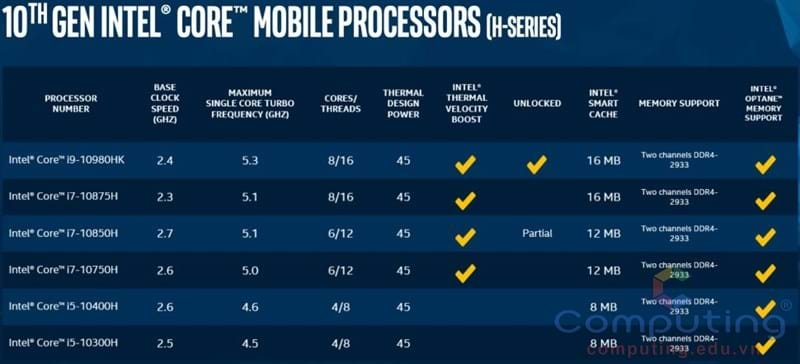 10TH GEN INTEL® CORE™ MOBILE PROCESSORS (H-SERIES)
PROCESSOR NUMBER BASE CLOCK SPEED (GHZ) MAXIMUM SINGLE CORE TURBO FREQUENCY (GHZ) CORES/ THREADS THERMAL DESIGN POWER INTEL® THERMAL VELOCITY BOOST UNLOCKED INTEL® SMART CACHE MEMORY SUPPORT INTEL® OPTANE™ MEMORY SUPPORT
Intel® Core™ i9-10980HK 2.4 5.3 8/16 45 ✓ ✓ 16 MB Two channels DDR4-2933 ✓
Intel® Core™ i7-10875H 2.3 5.1 8/16 45 ✓ 16 MB Two channels DDR4-2933 ✓
Intel® Core™ i7-10850H 2.7 5.1 6/12 45 ✓ Partial 12 MB Two channels DDR4-2933 ✓
Intel® Core™ i7-10750H 2.6 5.0 6/12 45 ✓ 12 MB Two channels DDR4-2933 ✓
Intel® Core™ i5-10400H 2.6 4.6 4/8 45 8 MB Two channels DDR4-2933 ✓
Intel® Core™ i5-10300H 2.5 4.5 4/8 45 8 MB Two channels DDR4-2933 ✓
Computing®
computing.edu.vn